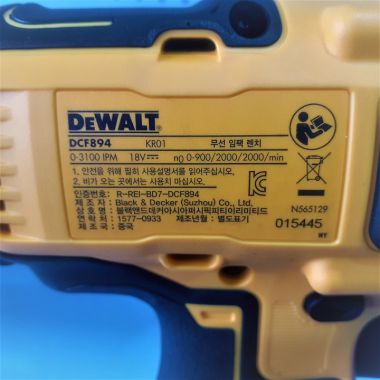 DEWALT
DCF894 KR01 무선 임팩 렌치
0-3100 IPM 18V n0 0-900/2000/2000/min
1. 안전을 위해 필히 사용설명서를 읽어주십시오.
2. 비가 오는 곳에서는 사용치 마십시오.
인증번호 : R-REI-BD7-DCF894
제조자명 : Black & Decker (Suzhou) Co., Ltd.
상호명 : 블랙앤드데커아시아퍼시픽피티이리미티드
연락처 : 1577-0933 제조년월 : 별도표기
제조국 : 중국
N565129
015445
NY